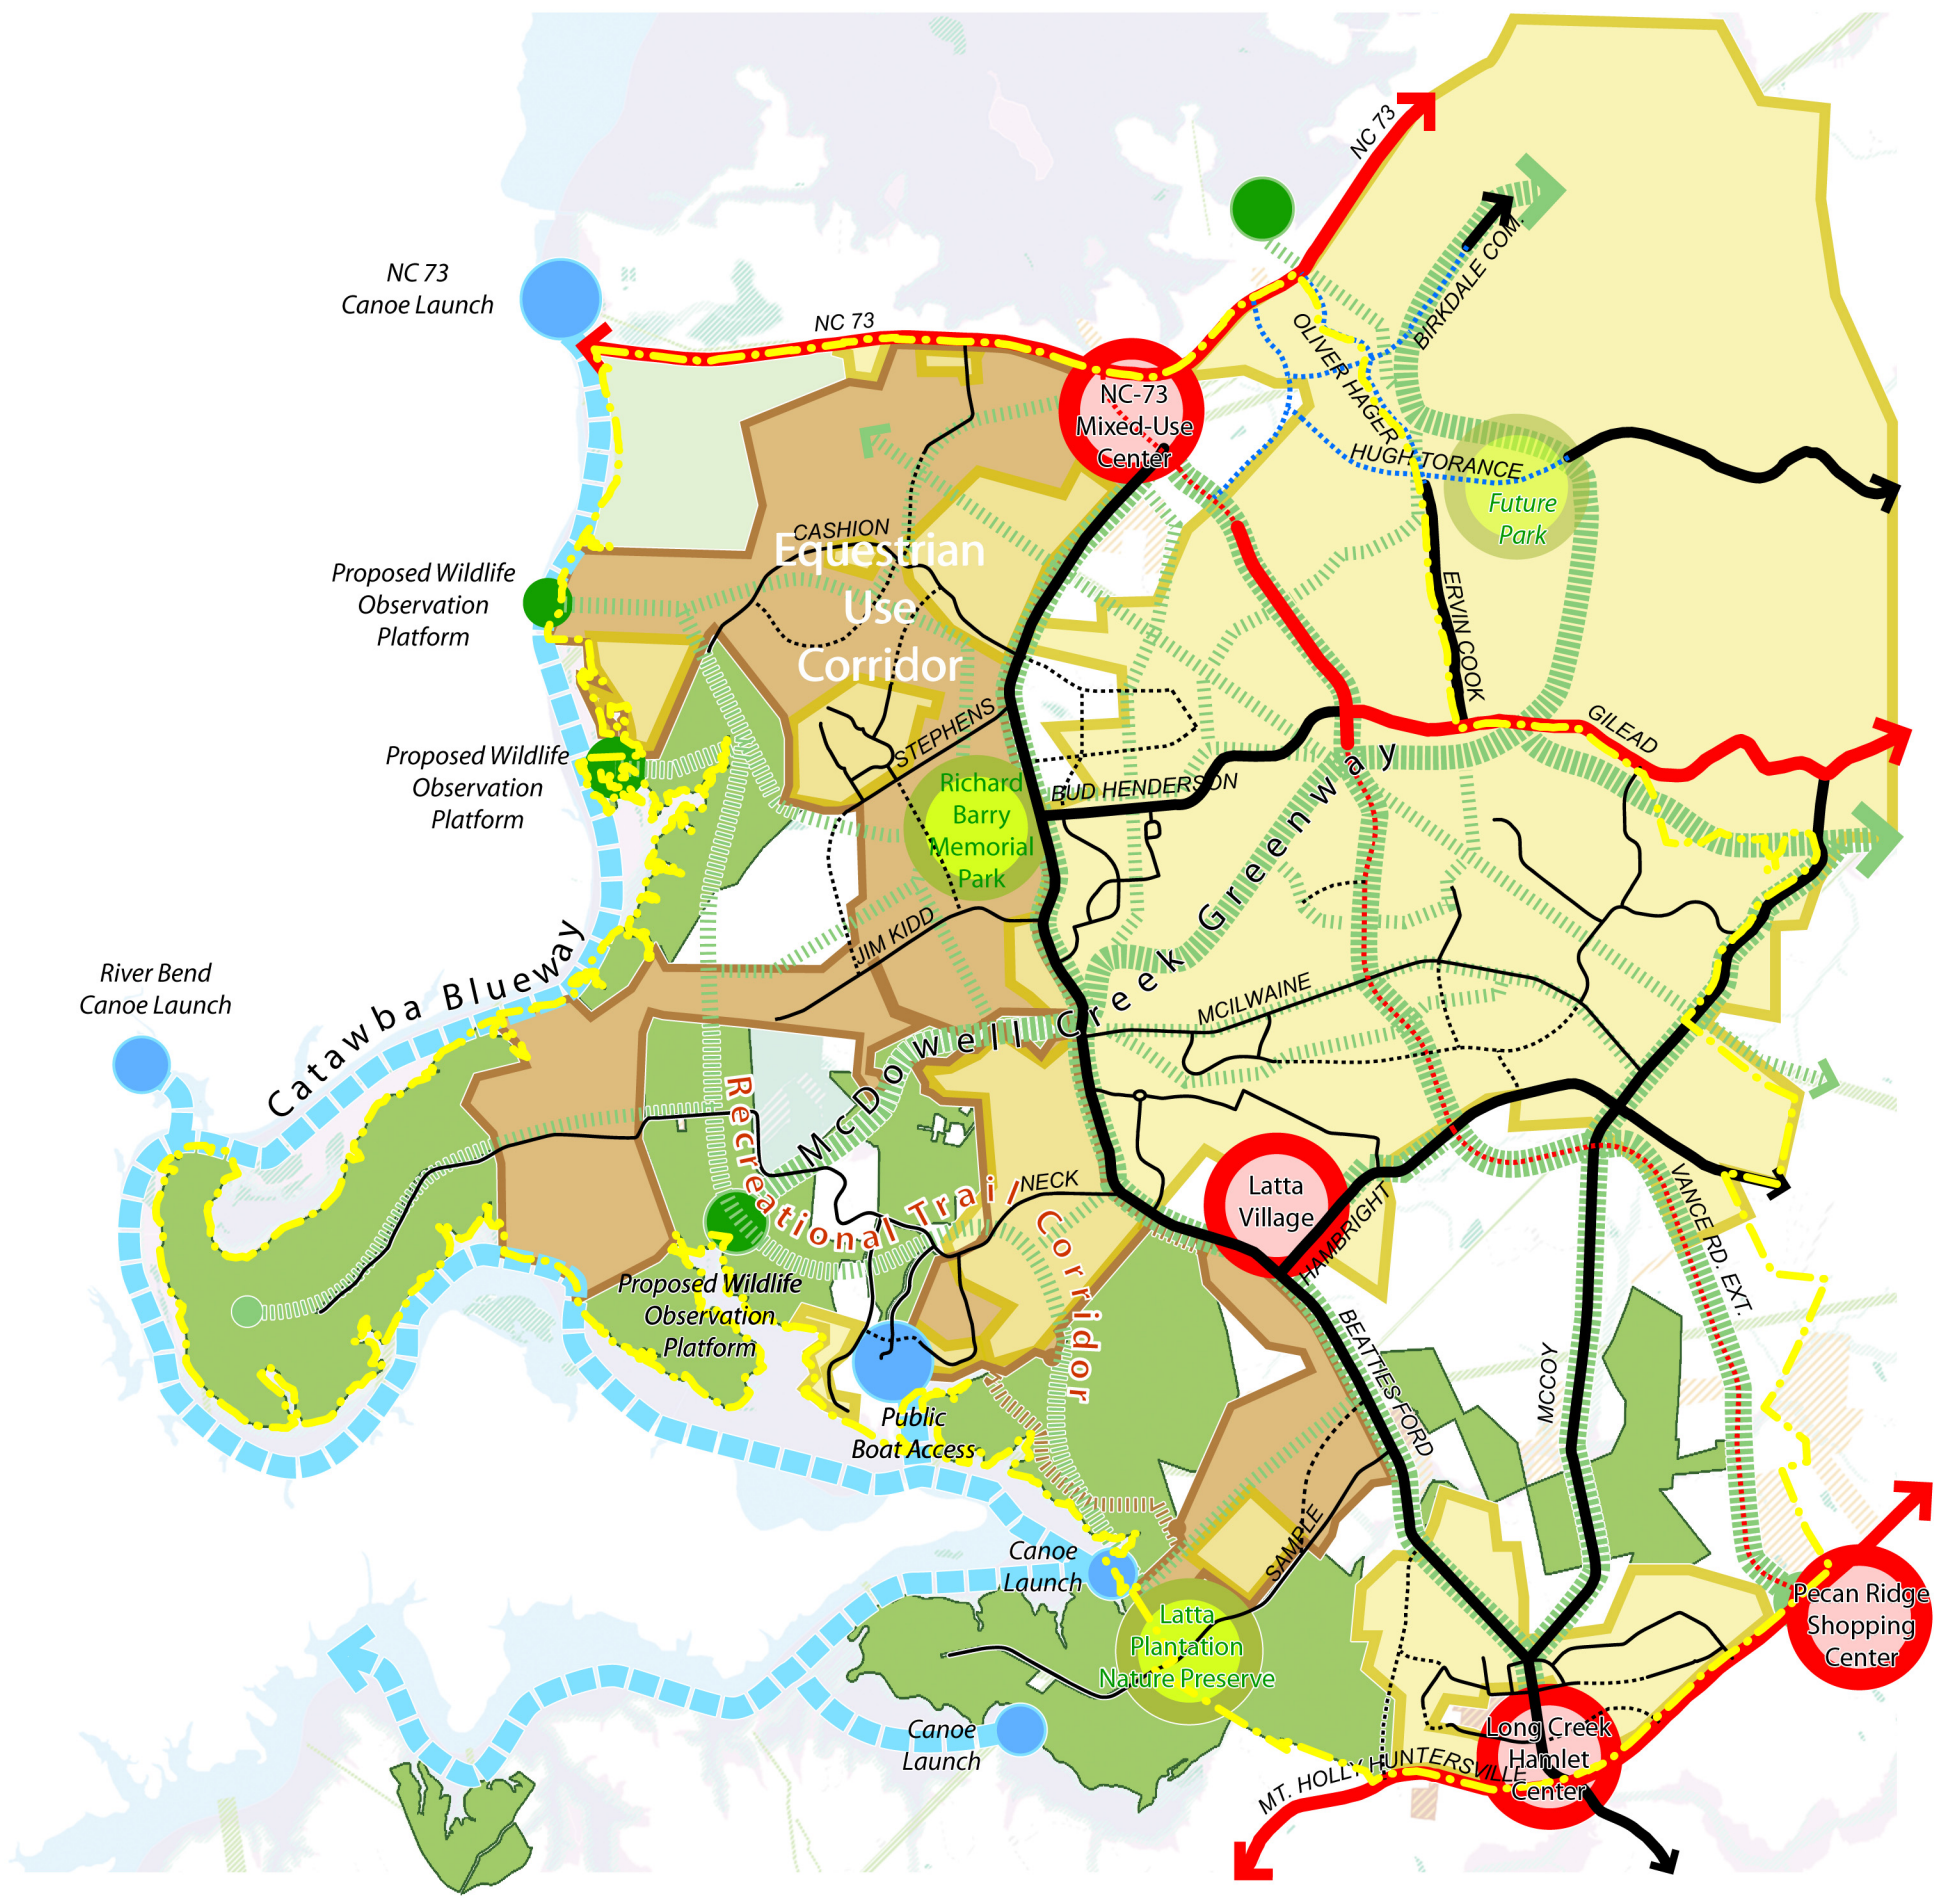 NC 73
NC 73
Canoe Launch
NC 73
BIRKDALE COM.
OLIVER HAGER
NC-73
Mixed-Use
Center
HUGH TORANCE
Future
Park
CASHION
Equestrian
Use
Corridor
Proposed Wildlife
Observation
Platform
ERVIN COOK
STEPHENS
GILEAD
Proposed Wildlife
Observation
Platform
Richard
Barry
Memorial
Park
BUD HENDERSON
JIM KIDD
McDowell Creek Greenway
Catawba Blueway
River Bend
Canoe Launch
MCILWAINE
Recreational Trail Corridor
NECK
Latta
Village
HAMBRIGHT
VANCE RD. EXT.
Proposed Wildlife
Observation
Platform
BEATTIES FORD
MCCOY
Public
Boat Access
SAMPLE
Canoe
Launch
Latta
Plantation
Nature Preserve
Pecan Ridge
Shopping
Center
Canoe
Launch
Long Creek
Hamlet
Center
MT. HOLLY HUNTERSVILLE